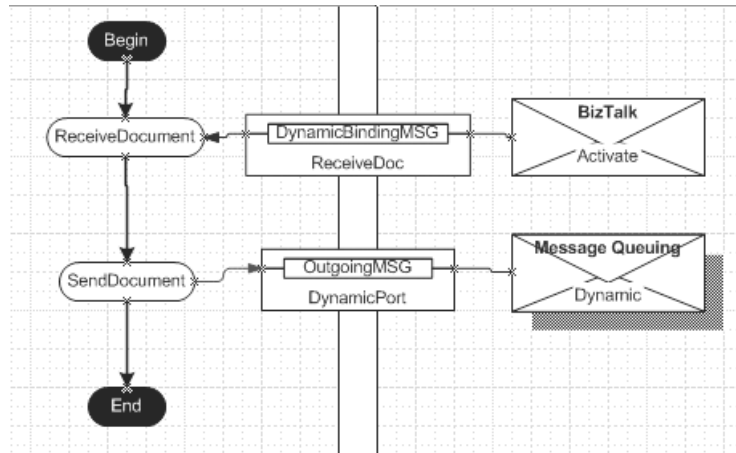 Begin
ReceiveDocument
DynamicBindingMSG
ReceiveDoc
BizTalk
Activate
SendDocument
OutgoingMSG
DynamicPort
Message Queuing
Dynamic
End